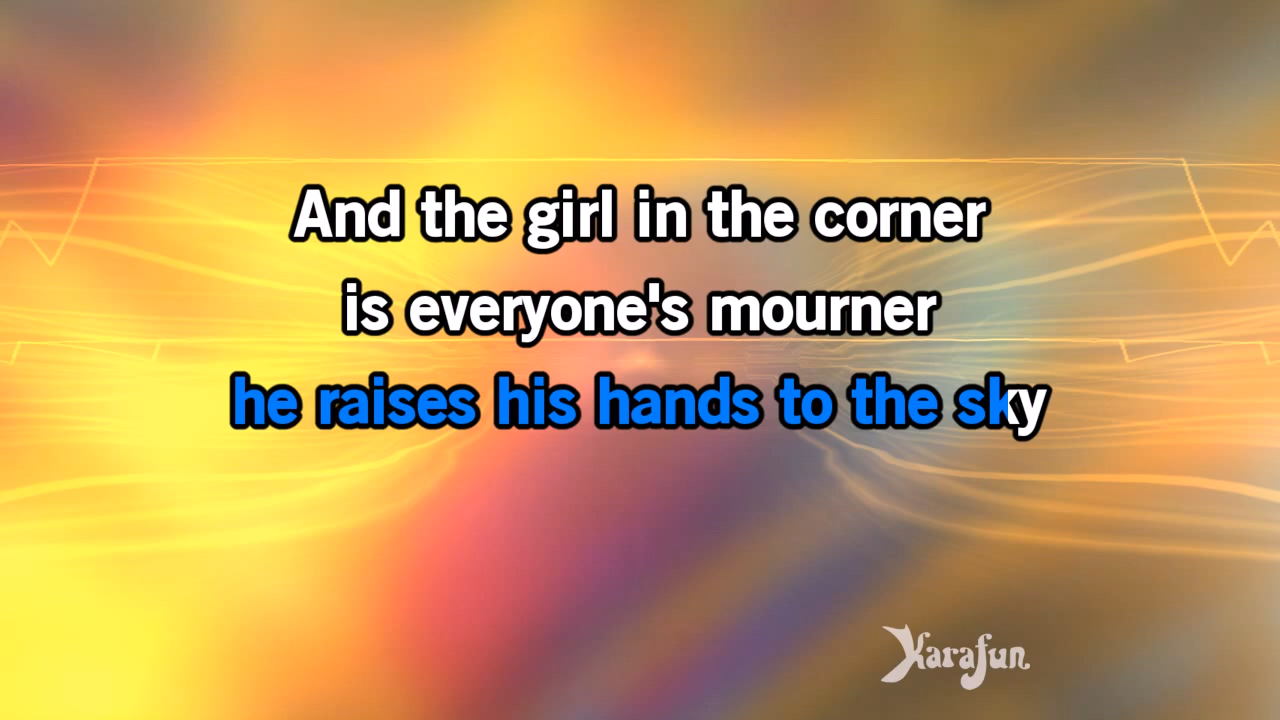 And the girl in the corner
is everyone's mourner
he raises his hands to the sky
Karafun